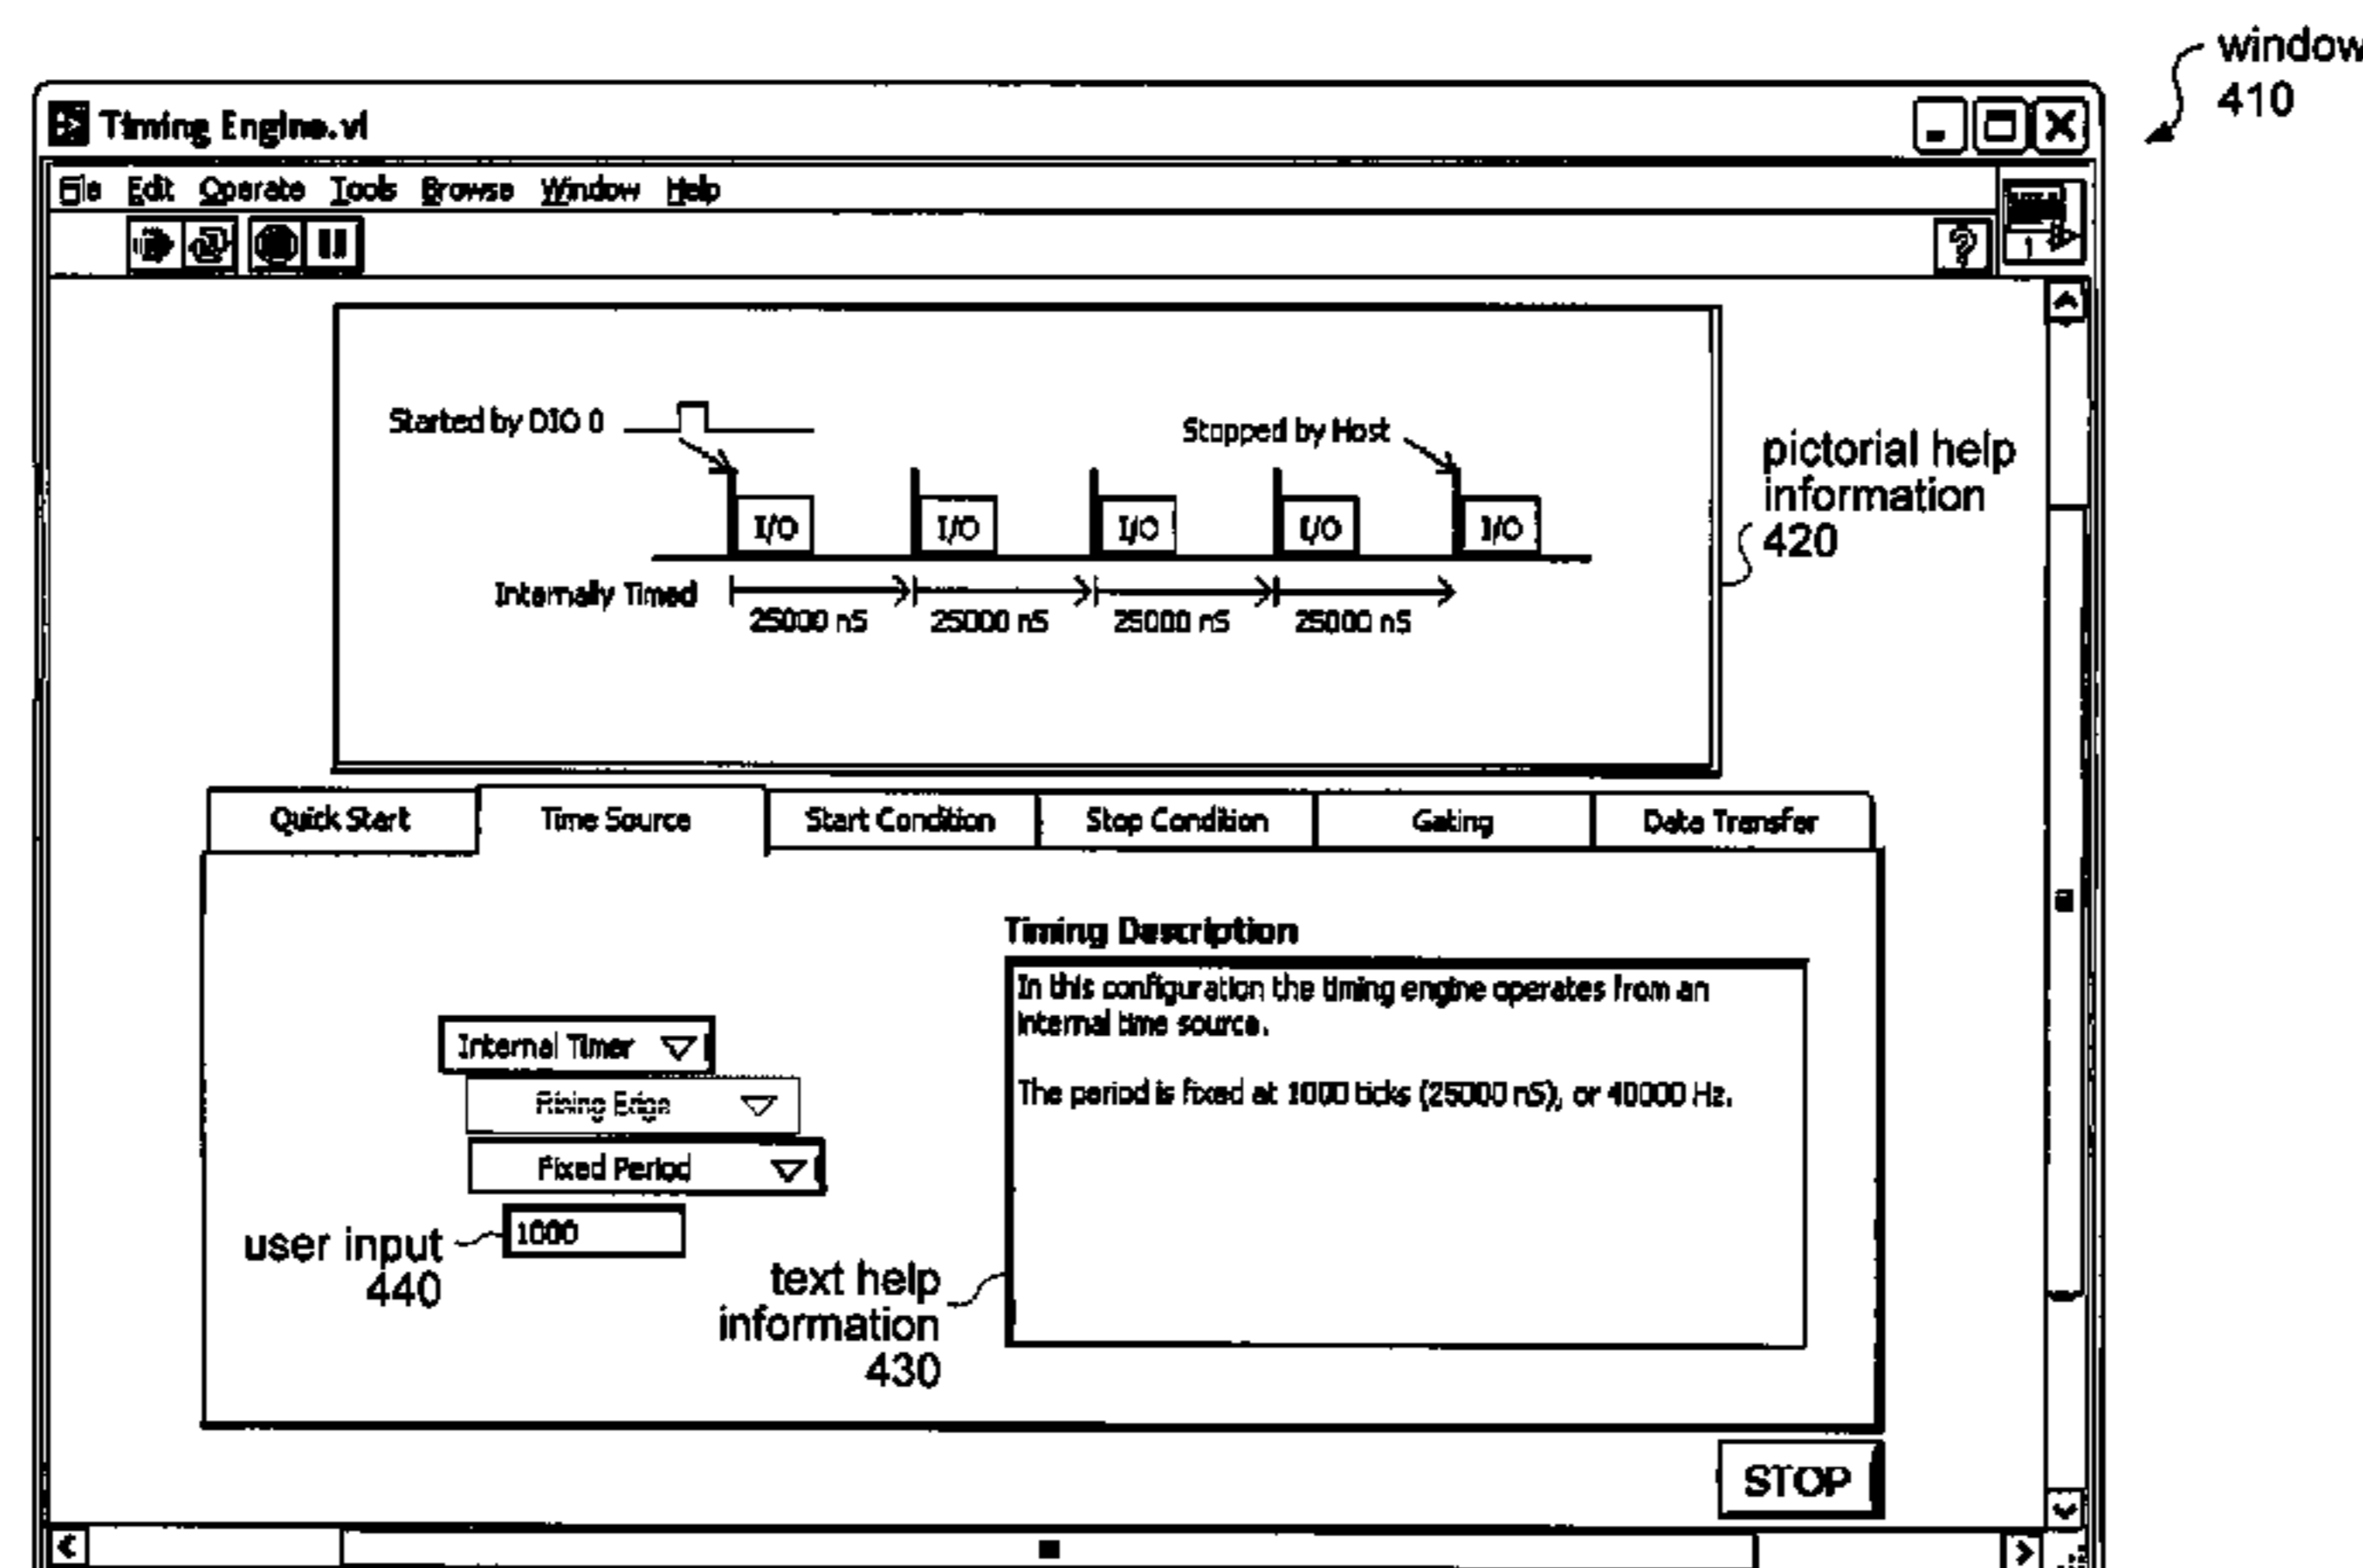 window
410
Timing Engine.vi
File Edit Operate Tools Browse Window Help
?
1
Started by DIO 0
Stopped by Host
pictorial help
information
420
I/O I/O I/O I/O I/O
Internally Timed
25000 nS 25000 nS 25000 nS 25000 nS
Quick Start Time Source Start Condition Stop Condition Gating Data Transfer
Timing Description
In this configuration the timing engine operates from an
internal time source.
The period is fixed at 1000 ticks (25000 nS), or 40000 Hz.
Internal Timer
Rising Edge
Fixed Period
1000
user input
440
text help
information
430
STOP